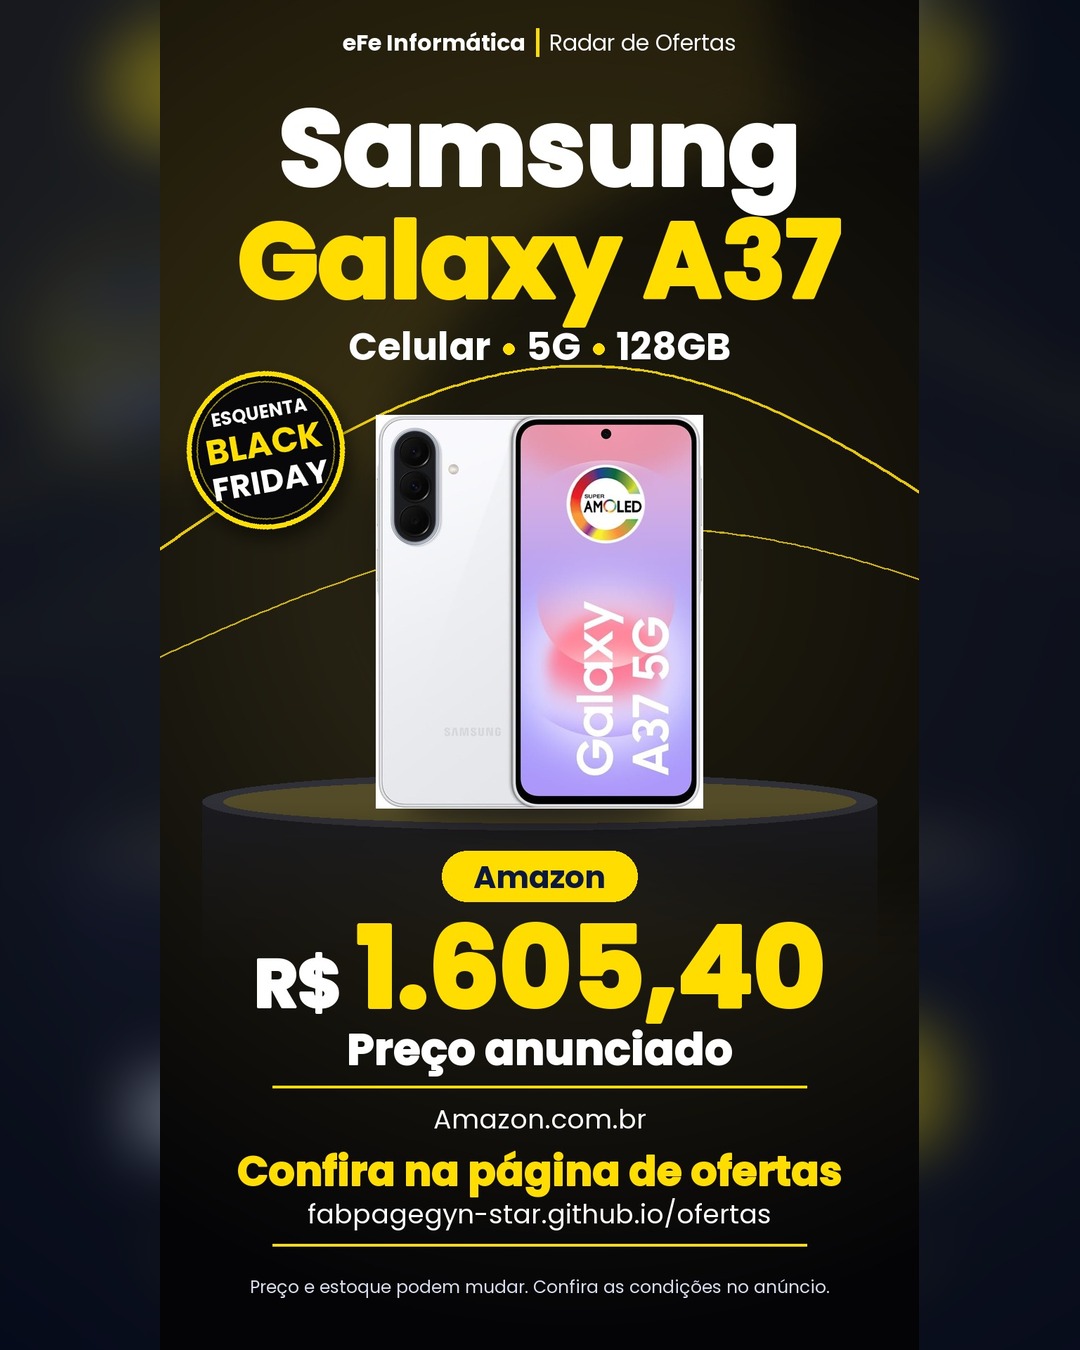 eFe Informática | Radar de Ofertas
Samsung
Galaxy A37
Celular • 5G • 128GB
ESQUENTA
BLACK
FRIDAY
SUPER
AMOLED
Galaxy
A37 5G
SAMSUNG
Amazon
R$ 1.605,40
Preço anunciado
Amazon.com.br
Confira na página de ofertas
fabpagegyn-star.github.io/ofertas
Preço e estoque podem mudar. Confira as condições no anúncio.